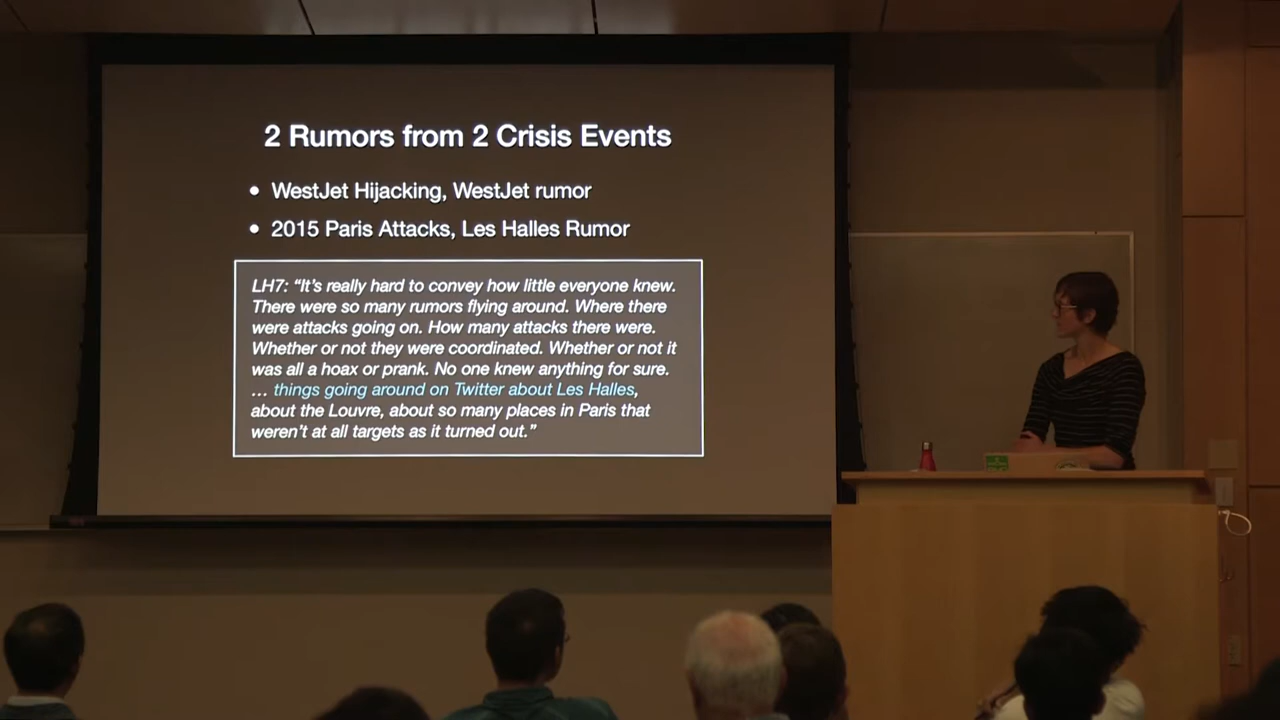 2 Rumors from 2 Crisis Events
• WestJet Hijacking, WestJet rumor
• 2015 Paris Attacks, Les Halles Rumor
LH7: “It’s really hard to convey how little everyone knew.
There were so many rumors flying around. Where there
were attacks going on. How many attacks there were.
Whether or not they were coordinated. Whether or not it
was all a hoax or prank. No one knew anything for sure.
… things going around on Twitter about Les Halles,
about the Louvre, about so many places in Paris that
weren’t at all targets as it turned out.”